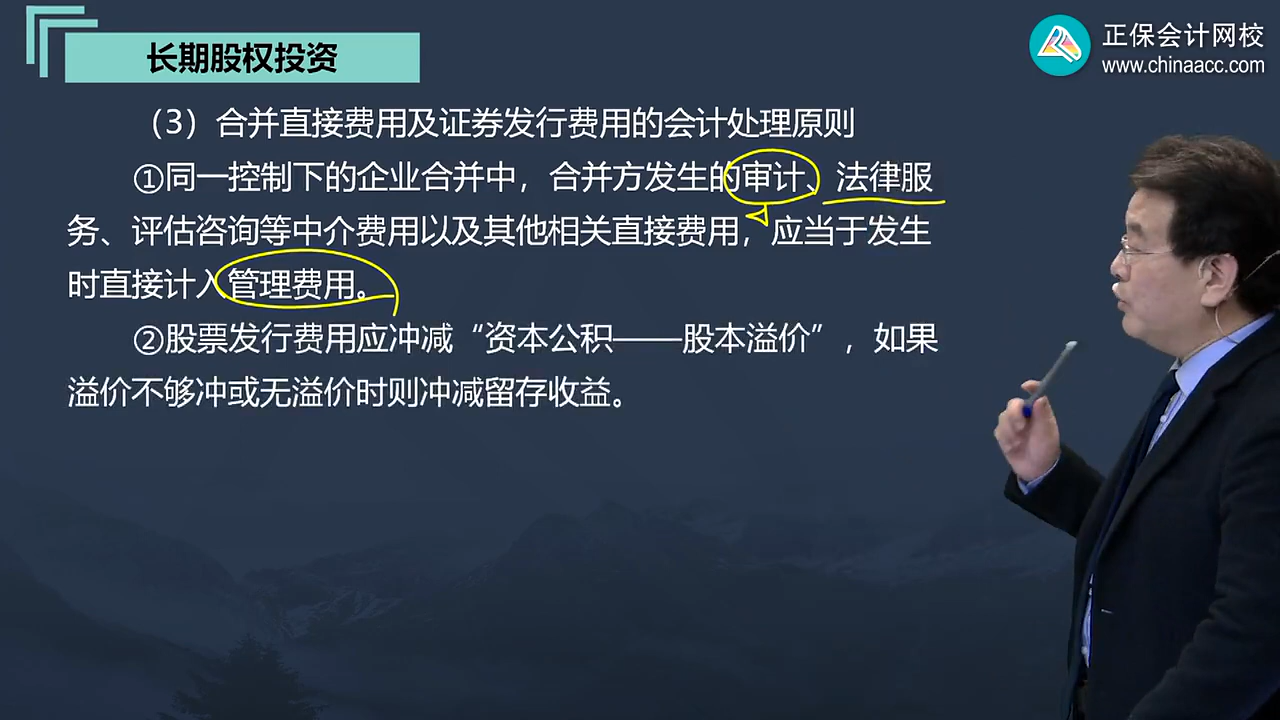 长期股权投资
正保会计网校
www.chinaacc.com
（3）合并直接费用及证券发行费用的会计处理原则
①同一控制下的企业合并中，合并方发生的审计、法律服
务、评估咨询等中介费用以及其他相关直接费用，应当于发生
时直接计入管理费用。
②股票发行费用应冲减“资本公积——股本溢价”，如果
溢价不够冲或无溢价时则冲减留存收益。